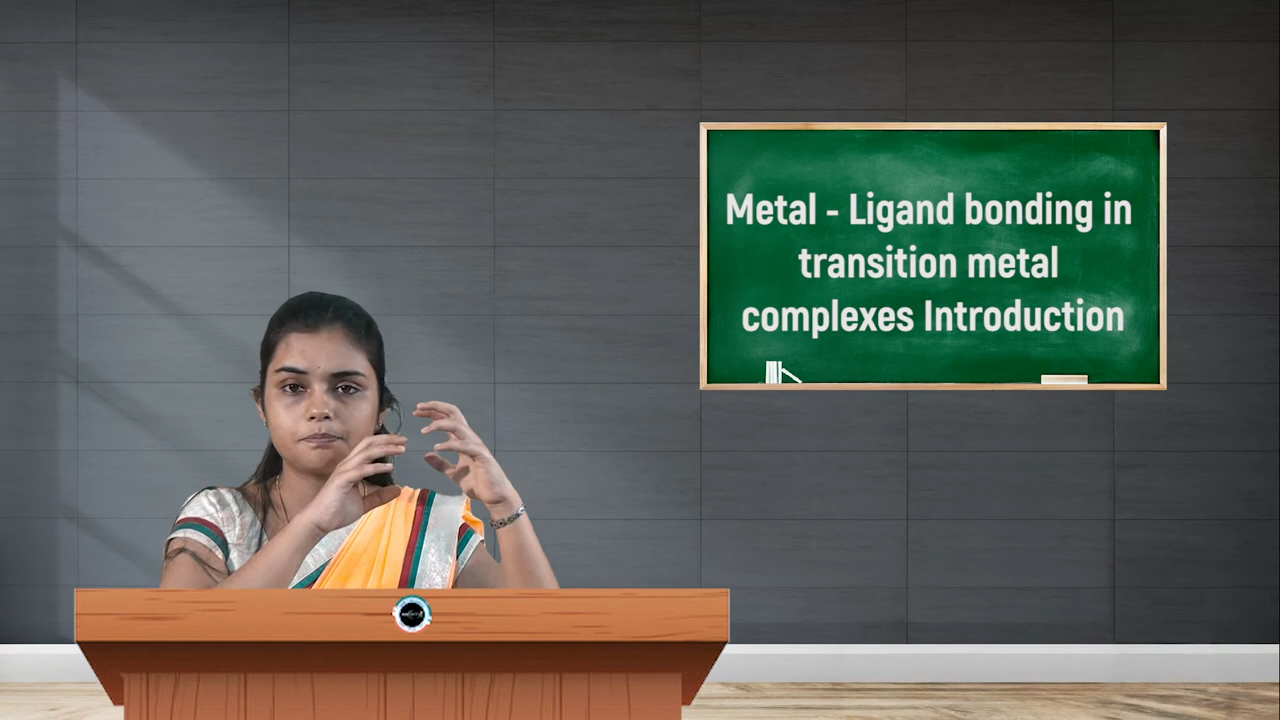 Metal - Ligand bonding in
transition metal
complexes Introduction